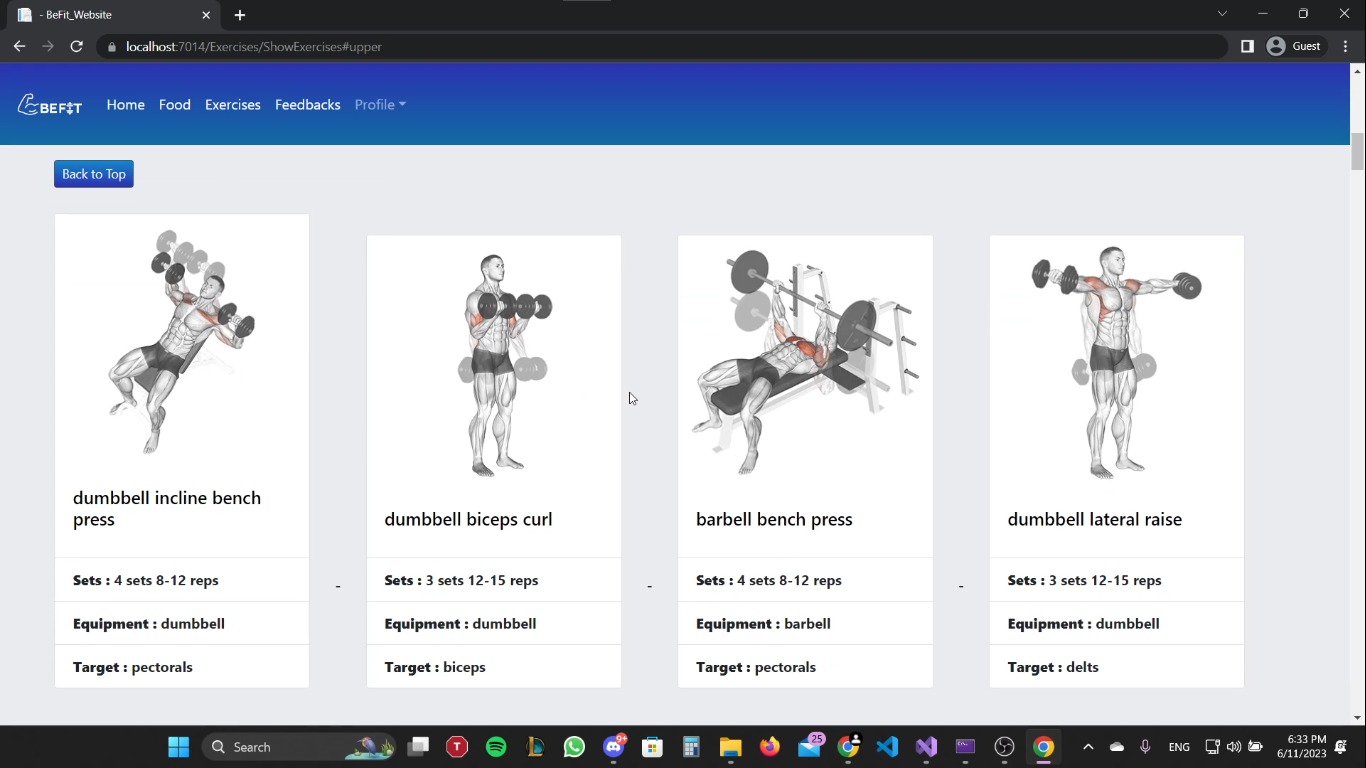 - BeFit_Website
localhost:7014/Exercises/ShowExercises#upper
Guest
BEFIT
Home
Food
Exercises
Feedbacks
Profile
Back to Top
dumbbell incline bench
press
Sets : 4 sets 8-12 reps
Equipment : dumbbell
Target : pectorals
-
dumbbell biceps curl
Sets : 3 sets 12-15 reps
Equipment : dumbbell
Target : biceps
-
barbell bench press
Sets : 4 sets 8-12 reps
Equipment : barbell
Target : pectorals
-
dumbbell lateral raise
Sets : 3 sets 12-15 reps
Equipment : dumbbell
Target : delts
Search
T
9+
25
ENG
6:33 PM
6/11/2023